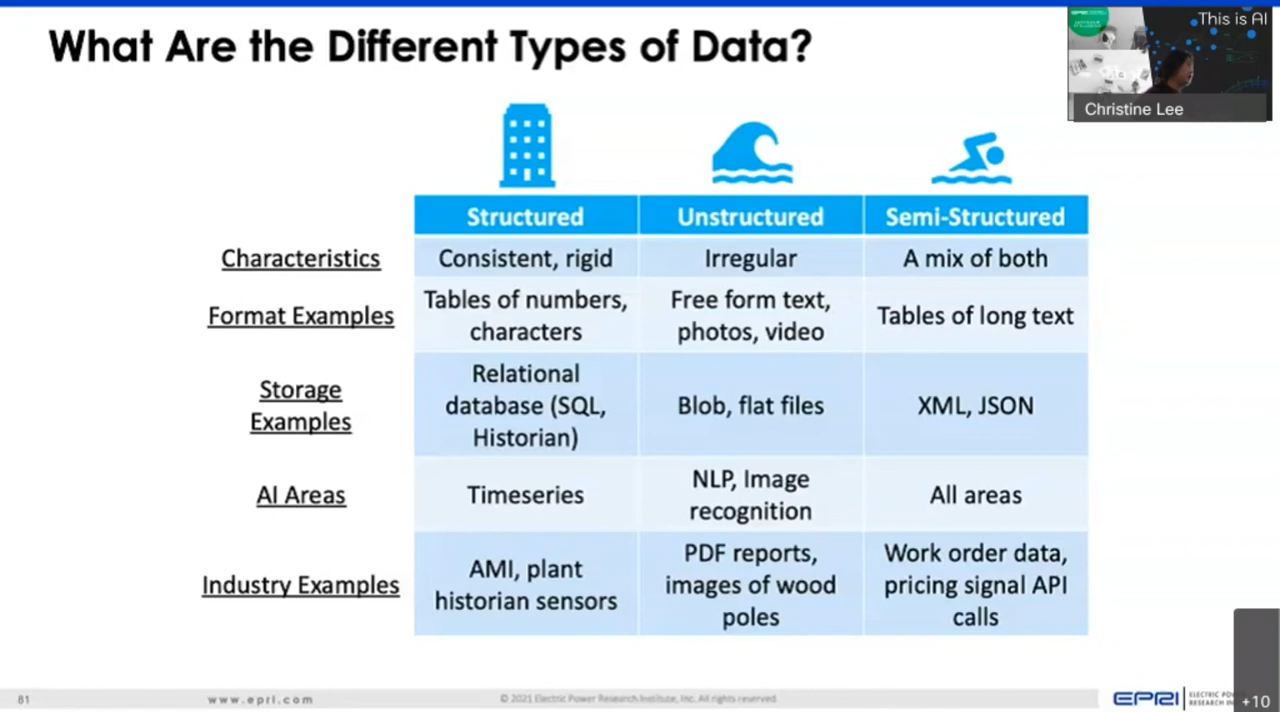 What Are the Different Types of Data?
This is AI
Christine Lee
Structured
Unstructured
Semi-Structured
Characteristics
Consistent, rigid
Irregular
A mix of both
Format Examples
Tables of numbers,
characters
Free form text,
photos, video
Tables of long text
Storage
Examples
Relational
database (SQL,
Historian)
Blob, flat files
XML, JSON
AI Areas
Timeseries
NLP, Image
recognition
All areas
Industry Examples
AMI, plant
historian sensors
PDF reports,
images of wood
poles
Work order data,
pricing signal API
calls
81
www.epri.com
© 2021 Electric Power Research Institute, Inc. All rights reserved.
EPRI
ELECTRIC
RESEARCH
+10